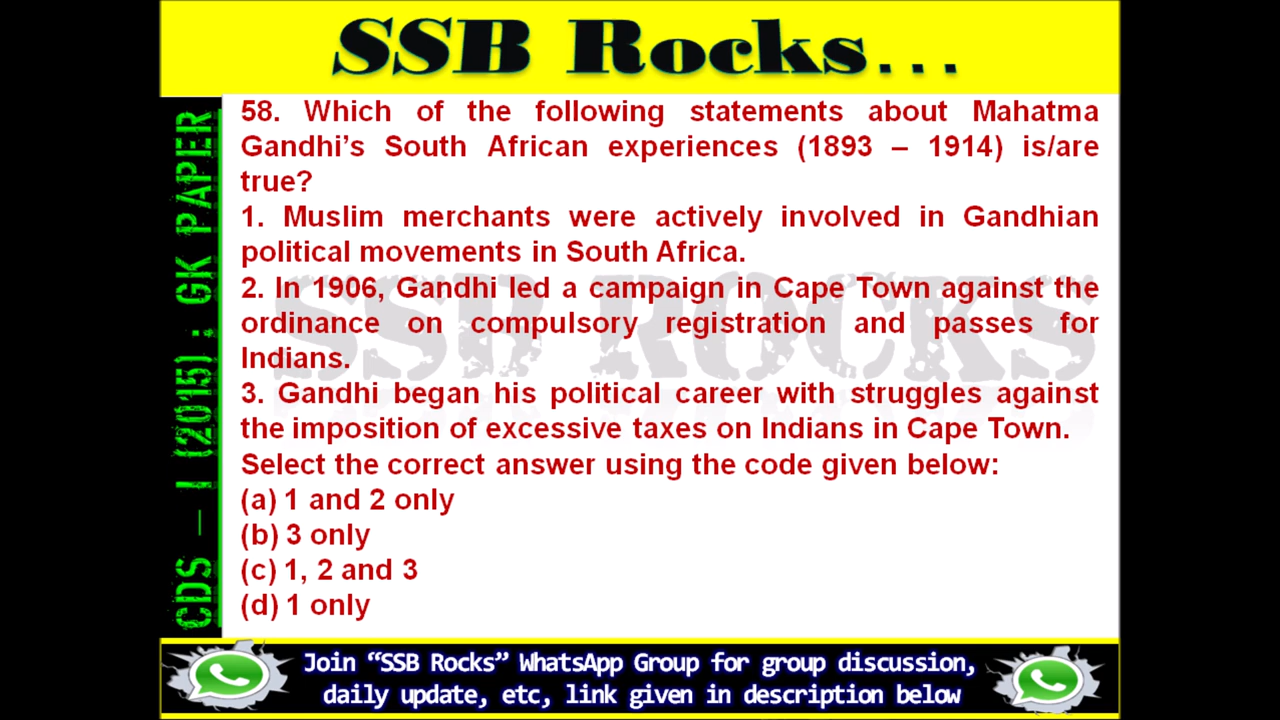 SSB Rocks...
CDS – I (2015) : GK PAPER
58. Which of the following statements about Mahatma
Gandhi’s South African experiences (1893 – 1914) is/are
true?
1. Muslim merchants were actively involved in Gandhian
political movements in South Africa.
2. In 1906, Gandhi led a campaign in Cape Town against the
ordinance on compulsory registration and passes for
Indians.
3. Gandhi began his political career with struggles against
the imposition of excessive taxes on Indians in Cape Town.
Select the correct answer using the code given below:
(a) 1 and 2 only
(b) 3 only
(c) 1, 2 and 3
(d) 1 only
SSB ROCKS
Join “SSB Rocks” WhatsApp Group for group discussion,
daily update, etc, link given in description below